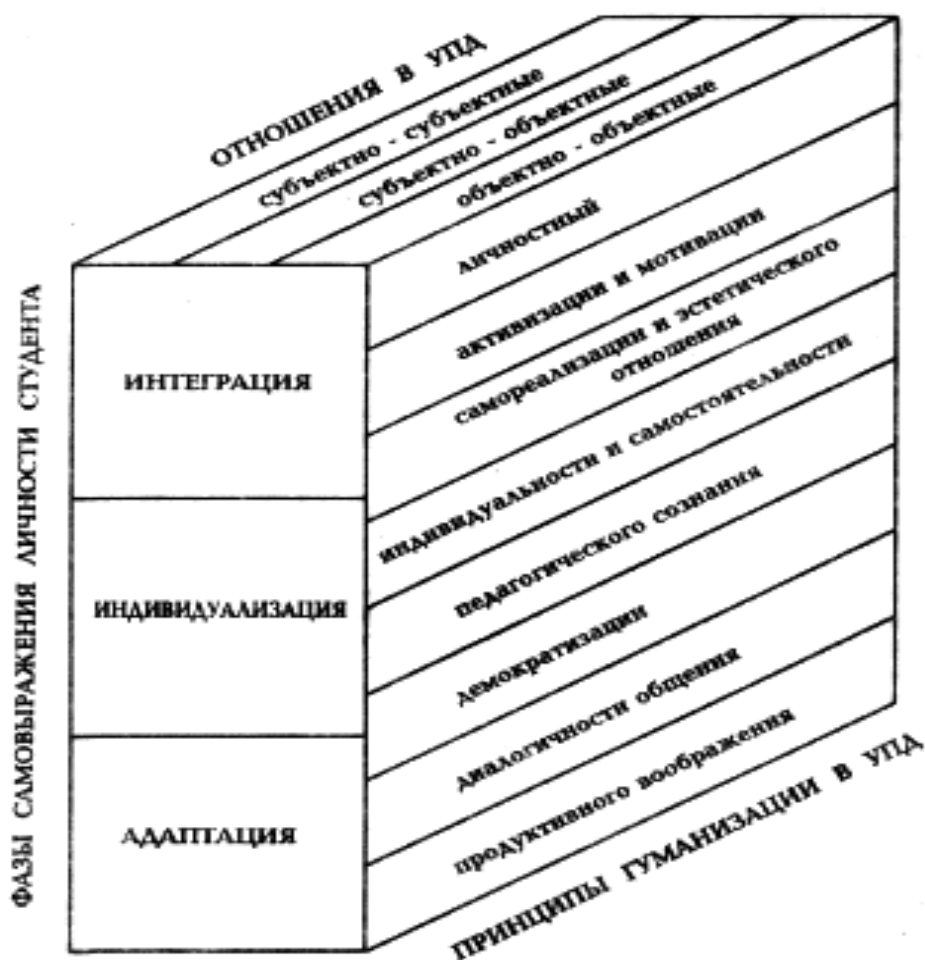 ОТНОШЕНИЯ В УПД
субъектно - субъектные
субъектно - объектные
объектно - объектные
ФАЗЫ САМОВЫРАЖЕНИЯ ЛИЧНОСТИ СТУДЕНТА
ИНТЕГРАЦИЯ
ИНДИВИДУАЛИЗАЦИЯ
АДАПТАЦИЯ
личностный
активизации и мотивации
самореализации и эстетического
отношения
индивидуальности и самостоятельности
педагогического сознания
демократизации
диалогичности общения
продуктивного воображения
ПРИНЦИПЫ ГУМАНИЗАЦИИ В УПД